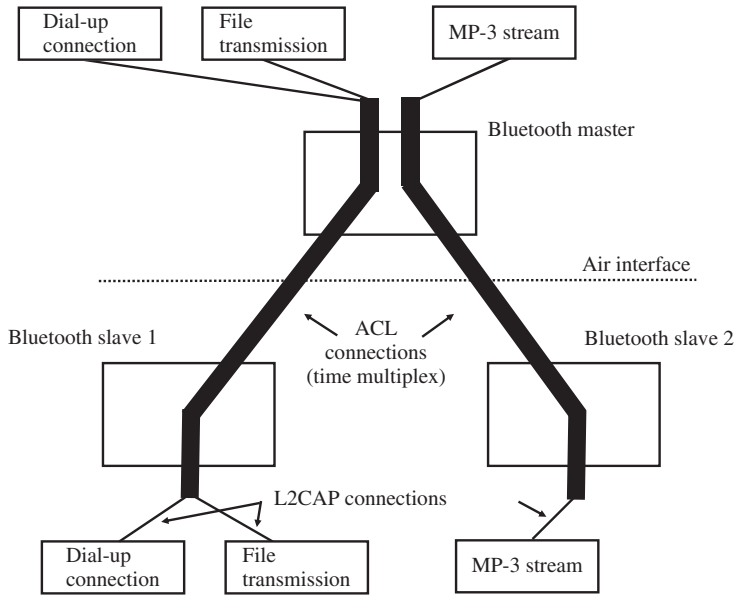 Dial-up
connection
File
transmission
MP-3 stream
Bluetooth master
Air interface
Bluetooth slave 1
ACL
connections
(time multiplex)
Bluetooth slave 2
L2CAP connections
Dial-up
connection
File
transmission
MP-3 stream